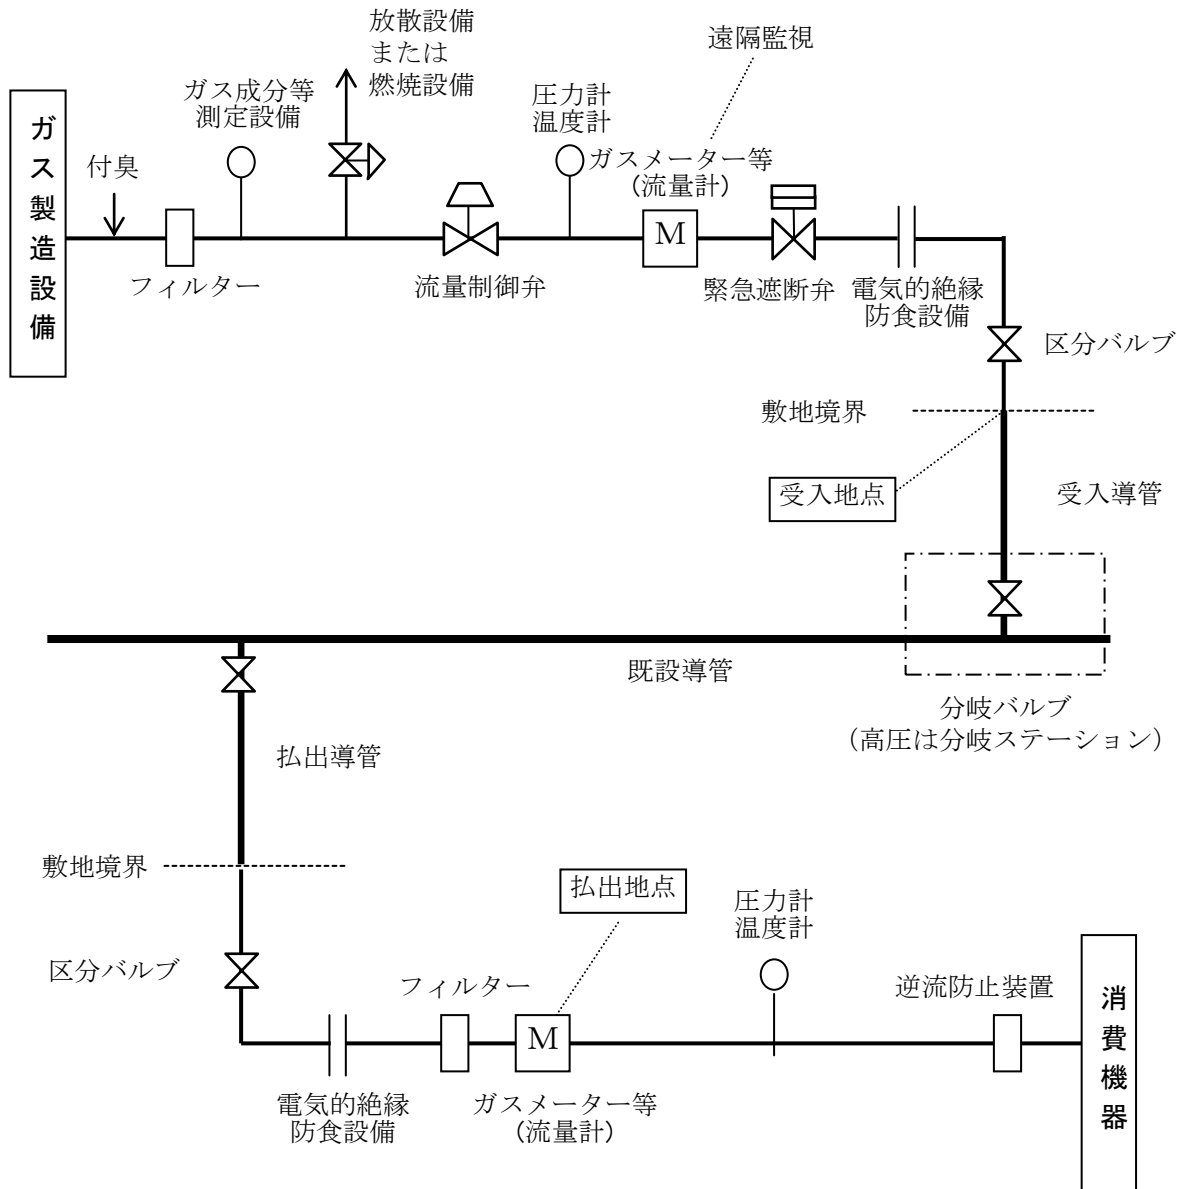 放散設備
または
燃焼設備
遠隔監視
ガス成分等
測定設備
圧力計
温度計
ガス製造設備
付臭
ガスメーター等
（流量計）
M
フィルター
流量制御弁
緊急遮断弁
電気的絶縁
防食設備
区分バルブ
敷地境界
受入地点
受入導管
既設導管
分岐バルブ
（高圧は分岐ステーション）
払出導管
敷地境界
払出地点
圧力計
温度計
区分バルブ
フィルター
逆流防止装置
消費機器
M
電気的絶縁
防食設備
ガスメーター等
（流量計）